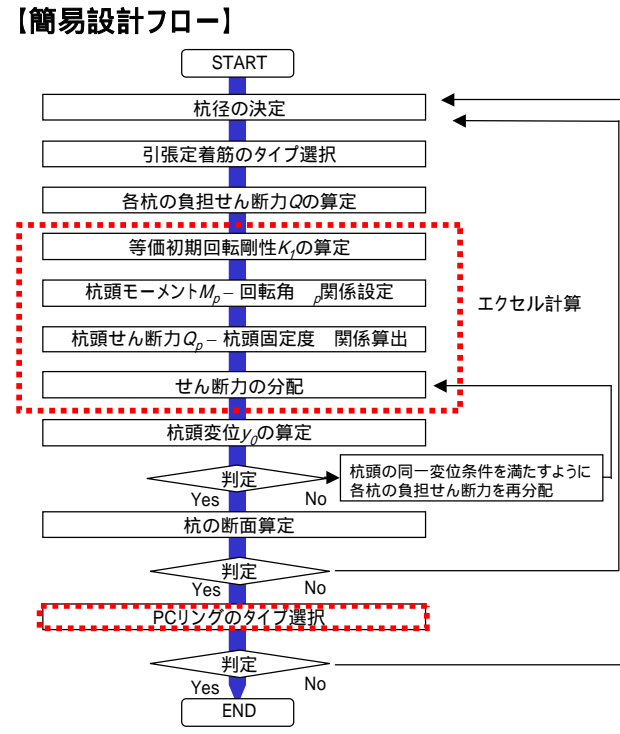 【簡易設計フロー】
START
杭径の決定
引張定着筋のタイプ選択
各杭の負担せん断力Qの算定
等価初期回転剛性K1の算定
杭頭モーメントMp－回転角　p関係設定
エクセル計算
杭頭せん断力Qp－杭頭固定度　関係算出
せん断力の分配
杭頭変位y0の算定
判定
Yes
No
杭頭の同一変位条件を満たすように
各杭の負担せん断力を再分配
杭の断面算定
判定
Yes
No
PCリングのタイプ選択
判定
Yes
No
END